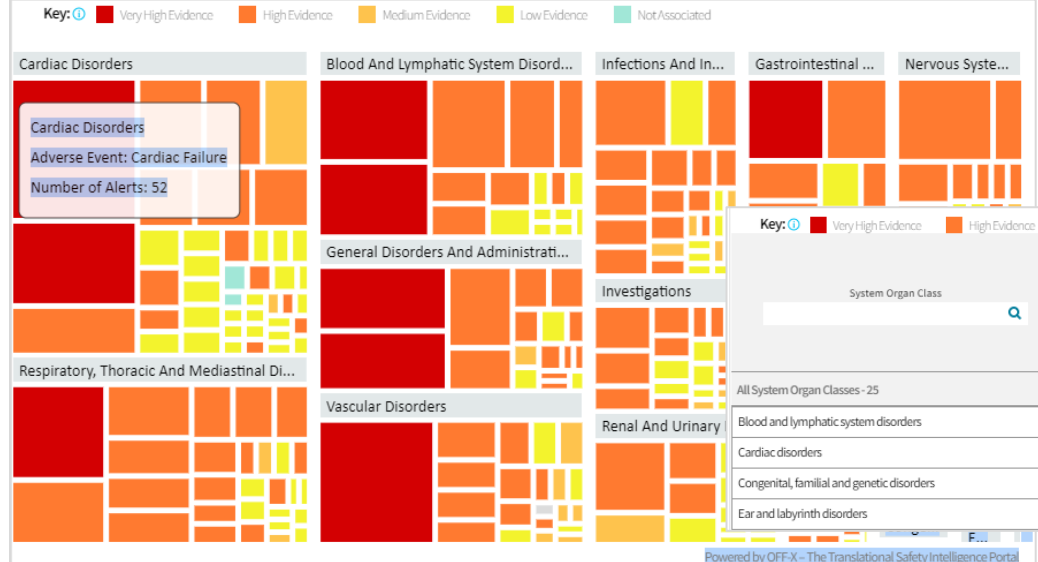 Key: Very High Evidence High Evidence Medium Evidence Low Evidence Not Associated
Cardiac Disorders
Blood And Lymphatic System Disord...
Infections And In...
Gastrointestinal ...
Nervous Syste...
Cardiac Disorders
Adverse Event: Cardiac Failure
Number of Alerts: 52
General Disorders And Administrati...
Investigations
Respiratory, Thoracic And Mediastinal Di...
Vascular Disorders
Renal And Urinary
Key: Very High Evidence High Evidence
System Organ Class
All System Organ Classes - 25
Blood and lymphatic system disorders
Cardiac disorders
Congenital, familial and genetic disorders
Ear and labyrinth disorders
E...
Powered by OFF-X – The Translational Safety Intelligence Portal